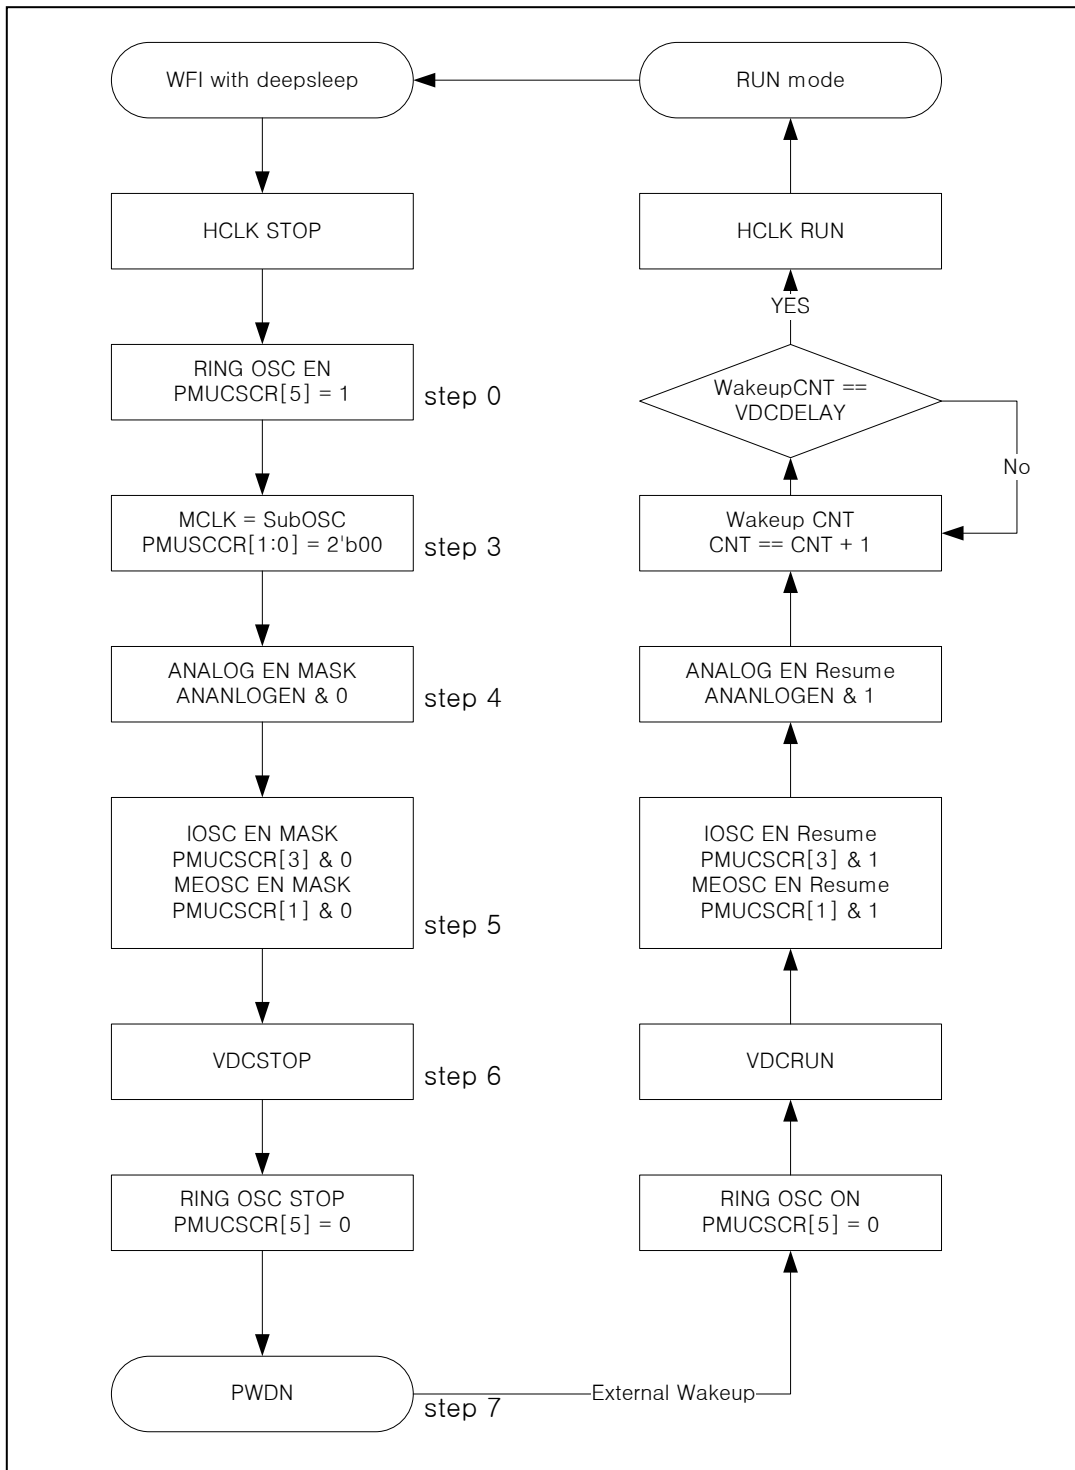 WFI with deepsleep
HCLK STOP
RING OSC EN
PMUCSCR[5] = 1
step 0
MCLK = SubOSC
PMUSCCR[1:0] = 2'b00
step 3
ANALOG EN MASK
ANANLOGEN & 0
step 4
IOSC EN MASK
PMUCSCR[3] & 0
MEOSC EN MASK
PMUCSCR[1] & 0
step 5
VDCSTOP
step 6
RING OSC STOP
PMUCSCR[5] = 0
PWDN
step 7
External Wakeup
RING OSC ON
PMUCSCR[5] = 0
VDCRUN
IOSC EN Resume
PMUCSCR[3] & 1
MEOSC EN Resume
PMUCSCR[1] & 1
ANALOG EN Resume
ANANLOGEN & 1
Wakeup CNT
CNT == CNT + 1
WakeupCNT ==
VDCDELAY
No
YES
HCLK RUN
RUN mode